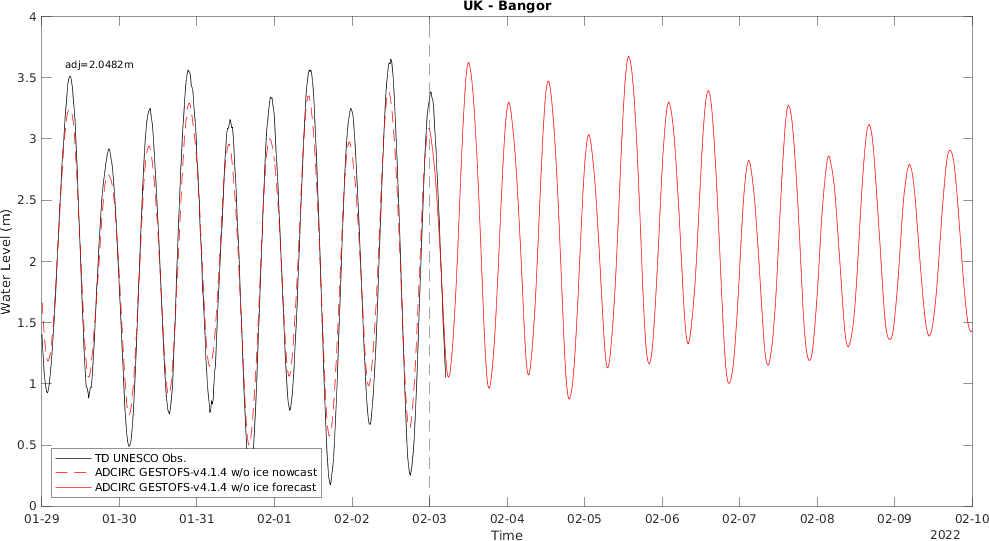 UK - Bangor
adj=2.0482m
Water Level (m)
4
3.5
3
2.5
2
1.5
1
0.5
0
TD UNESCO Obs.
ADCIRC GESTOFS-v4.1.4 w/o ice nowcast
ADCIRC GESTOFS-v4.1.4 w/o ice forecast
01-29 01-30 01-31 02-01 02-02 02-03 02-04 02-05 02-06 02-07 02-08 02-09 02-10
Time
2022